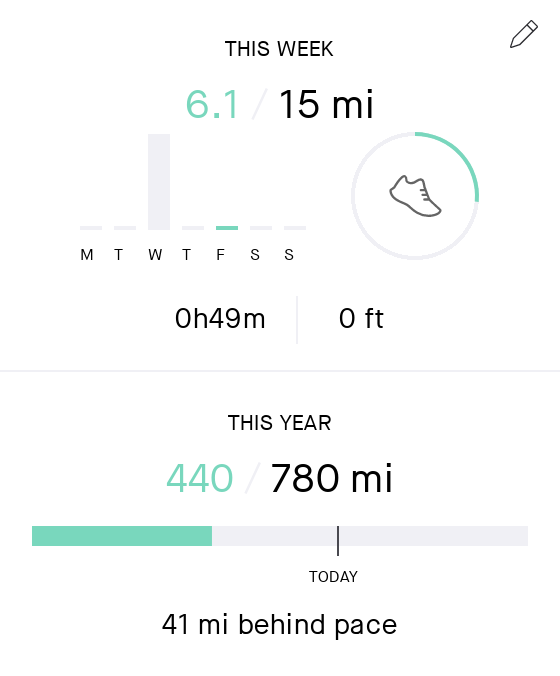 THIS WEEK
6.1 / 15 mi
M T W T F S S
0h49m 0 ft
THIS YEAR
440 / 780 mi
TODAY
41 mi behind pace